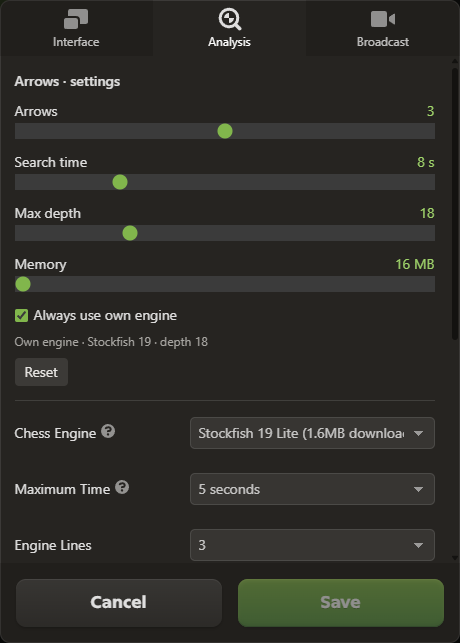 Interface
Analysis
Broadcast
Arrows · settings
Arrows 3
Search time 8 s
Max depth 18
Memory 16 MB
Always use own engine
Own engine · Stockfish 19 · depth 18
Reset
Chess Engine ? Stockfish 19 Lite (1.6MB downloa
Maximum Time ? 5 seconds
Engine Lines 3
Cancel
Save